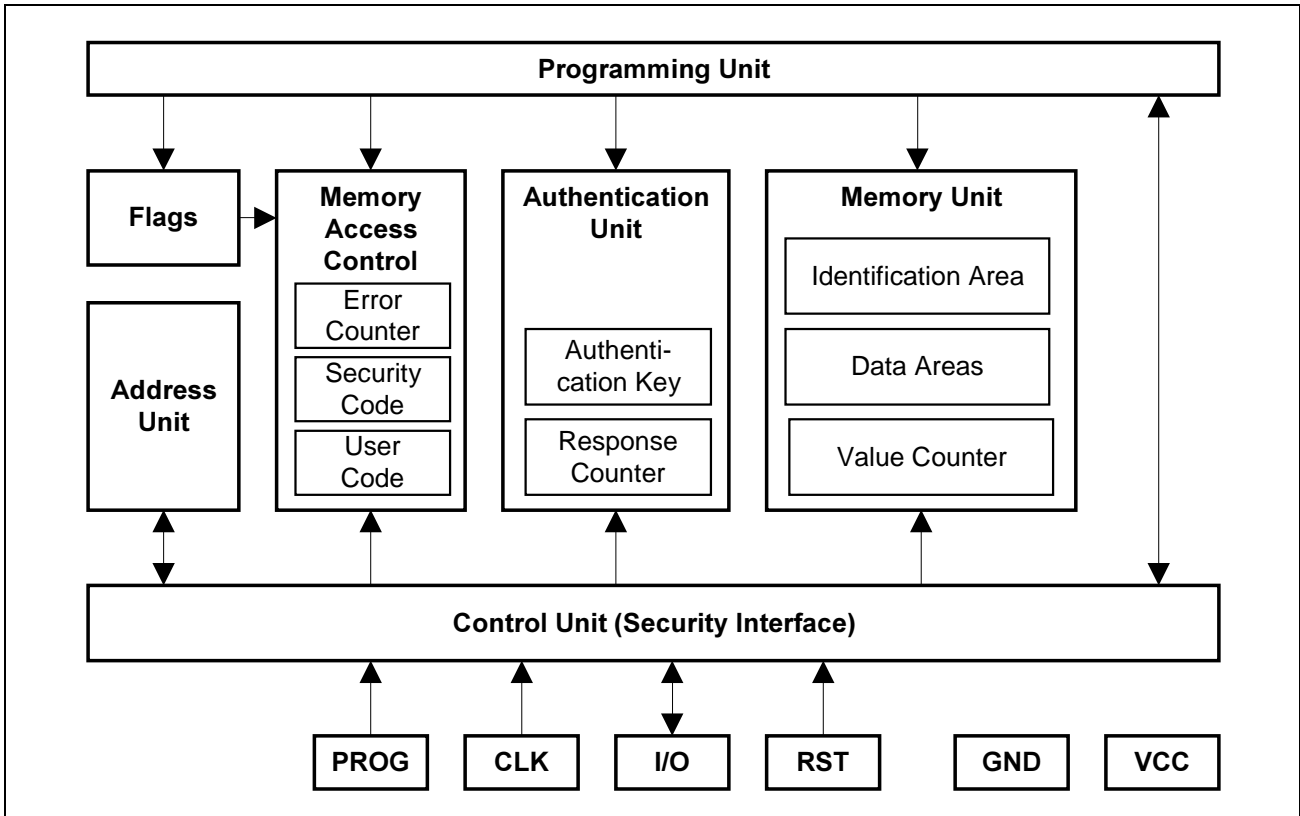 Programming Unit
Flags
Memory
Access
Control
Error
Counter
Security
Code
User
Code
Authentication
Unit
Authenti-
cation Key
Response
Counter
Memory Unit
Identification Area
Data Areas
Value Counter
Address
Unit
Control Unit (Security Interface)
PROG
CLK
I/O
RST
GND
VCC